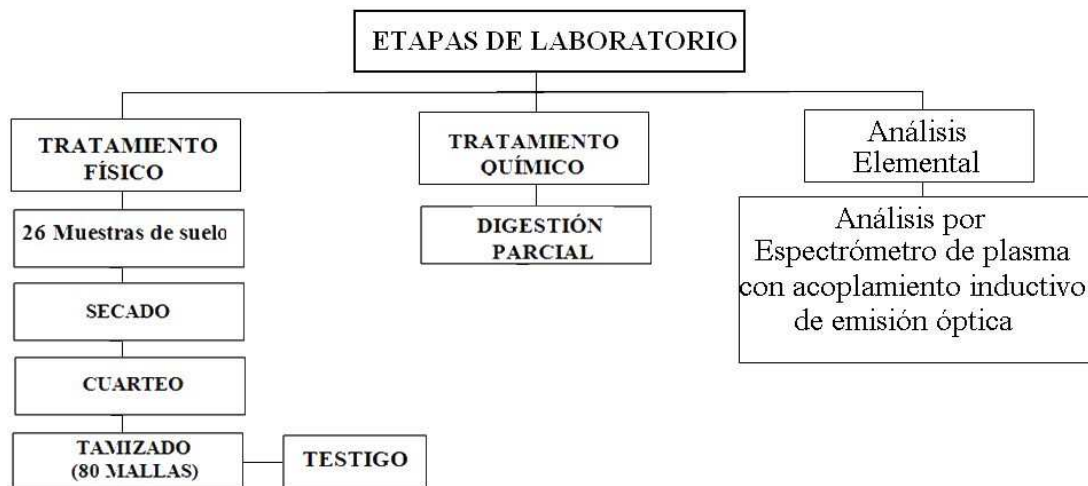 ETAPAS DE LABORATORIO
TRATAMIENTO
FÍSICO
26 Muestras de suelo
SECADO
CUARTEO
TAMIZADO
(80 MALLAS)
TESTIGO
TRATAMIENTO
QUÍMICO
DIGESTIÓN
PARCIAL
Análisis
Elemental
Análisis por
Espectrómetro de plasma
con acoplamiento inductivo
de emisión óptica